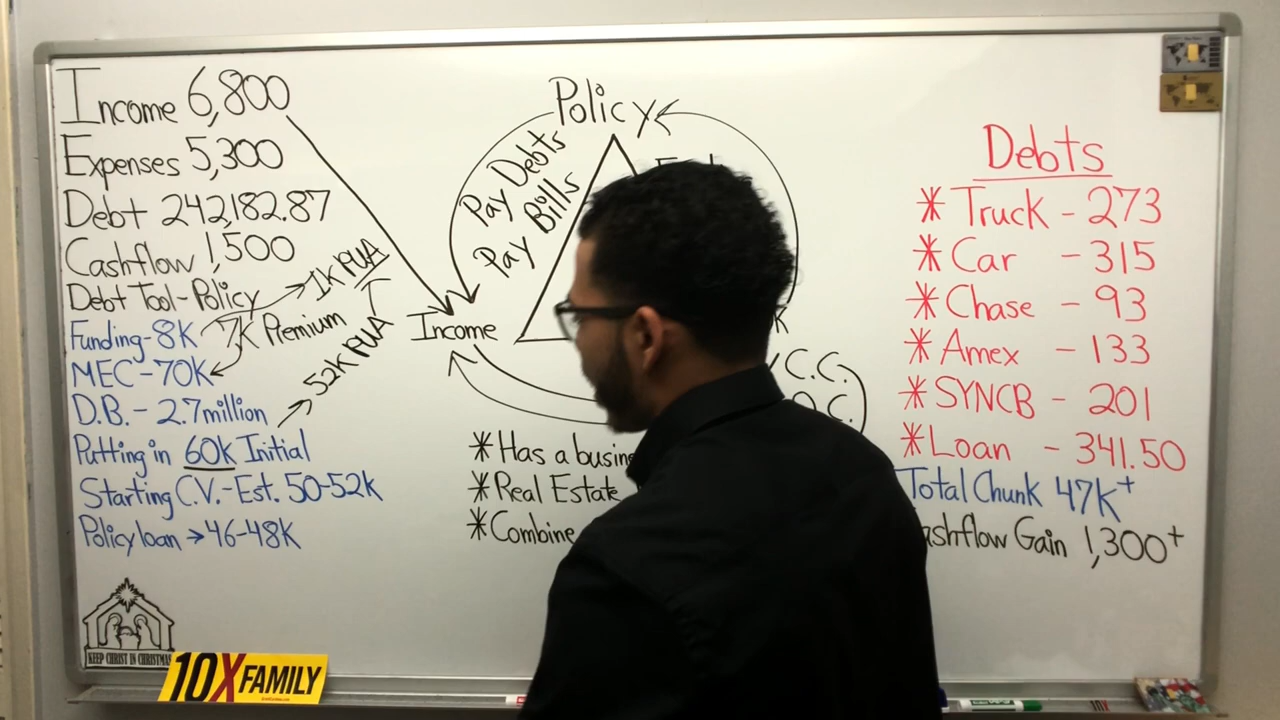 Income 6,800
Expenses 5,300
Debt 242,182.87
Cashflow 1,500
Debt Tool-Policy → 1K PUA
Funding-8K 7K Premium
MEC-70K
52K PUA
D.B. - 2.7million
Putting in 60K Initial
Starting C.V.-Est. 50-52K
Policy loan → 46-48K
KEEP CHRIST IN CHRISTMAS
10X FAMILY
Policy
Pay Debts
Pay Bills
Income
C.C.
*Has a
*Real Estate
*Combine
Debts
* Truck - 273
* Car - 315
* Chase - 93
* Amex - 133
* SYNCB - 201
* Loan - 341.50
Total Chunk 47K+
Gain 1,300+
10X